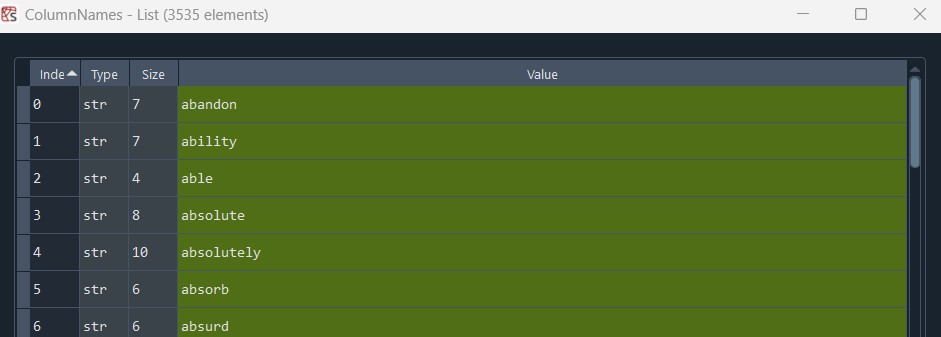 ColumnNames - List (3535 elements)
Inde Type Size Value
0 str 7 abandon
1 str 7 ability
2 str 4 able
3 str 8 absolute
4 str 10 absolutely
5 str 6 absorb
6 str 6 absurd